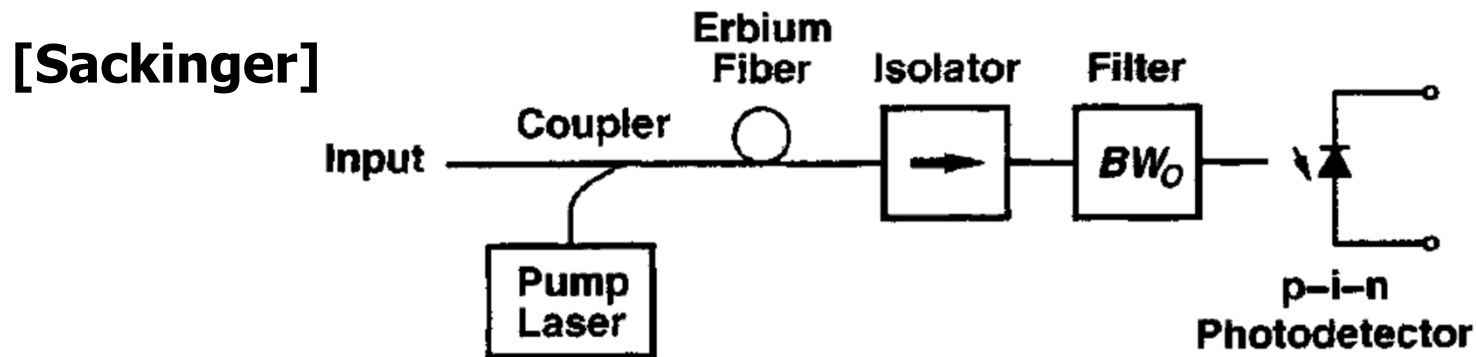 [Sackinger]
Erbium
Fiber
Isolator
Filter
Coupler
Input
BW_O
Pump
Laser
p–i–n
Photodetector